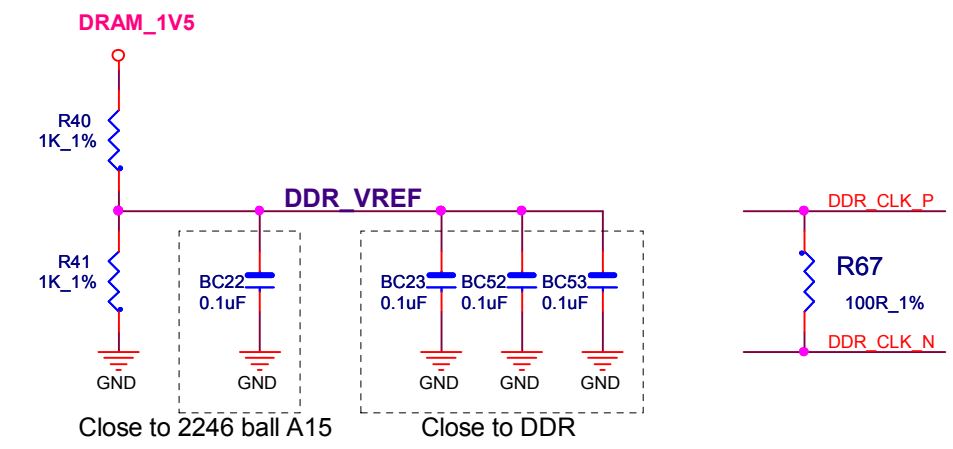 DRAM_1V5
R40
1K_1%
DDR_VREF
DDR_CLK_P
R41
1K_1%
BC22
0.1uF
BC23
0.1uF
BC52
0.1uF
BC53
0.1uF
R67
100R_1%
DDR_CLK_N
GND
GND
GND
GND
GND
Close to 2246 ball A15
Close to DDR